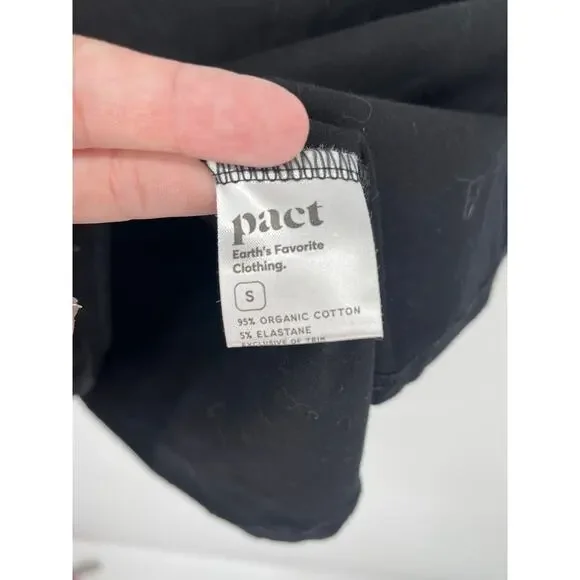 pact
Earth's Favorite
Clothing.
S
95% ORGANIC COTTON
5% ELASTANE
EXCLUSIVE OF TRIM